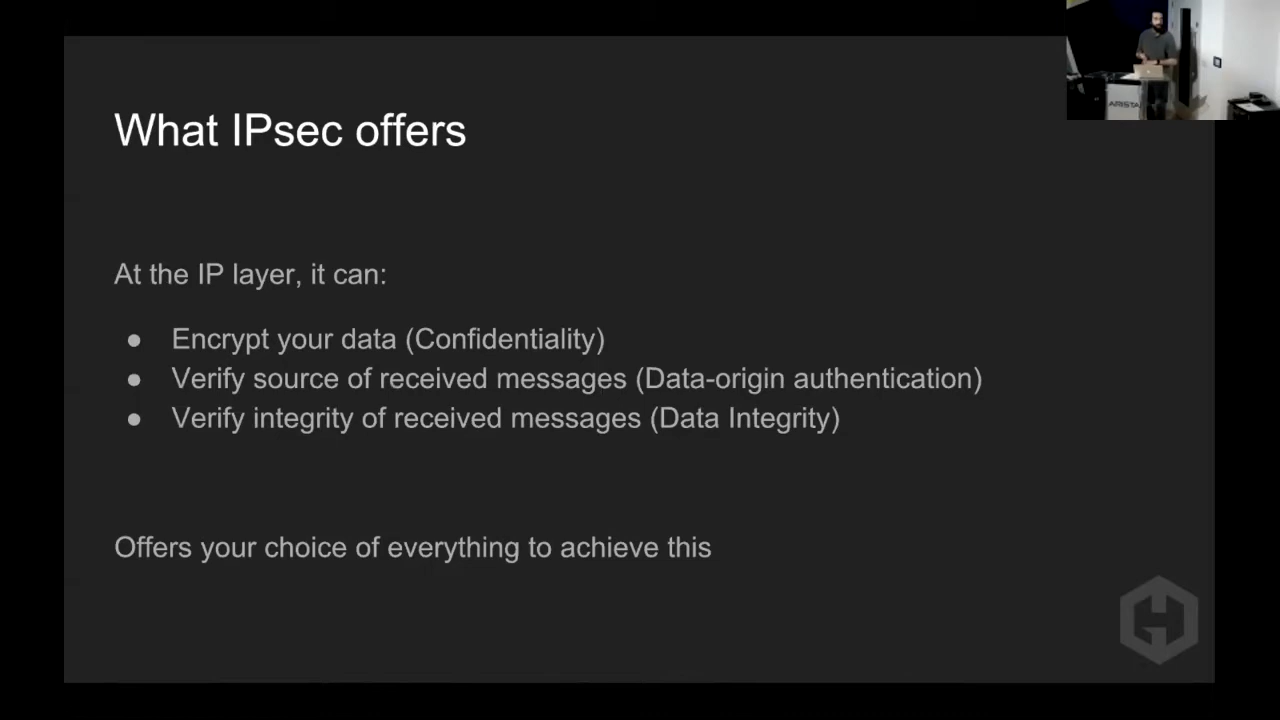 What IPsec offers
At the IP layer, it can:
● Encrypt your data (Confidentiality)
● Verify source of received messages (Data-origin authentication)
● Verify integrity of received messages (Data Integrity)
Offers your choice of everything to achieve this
ARISTA